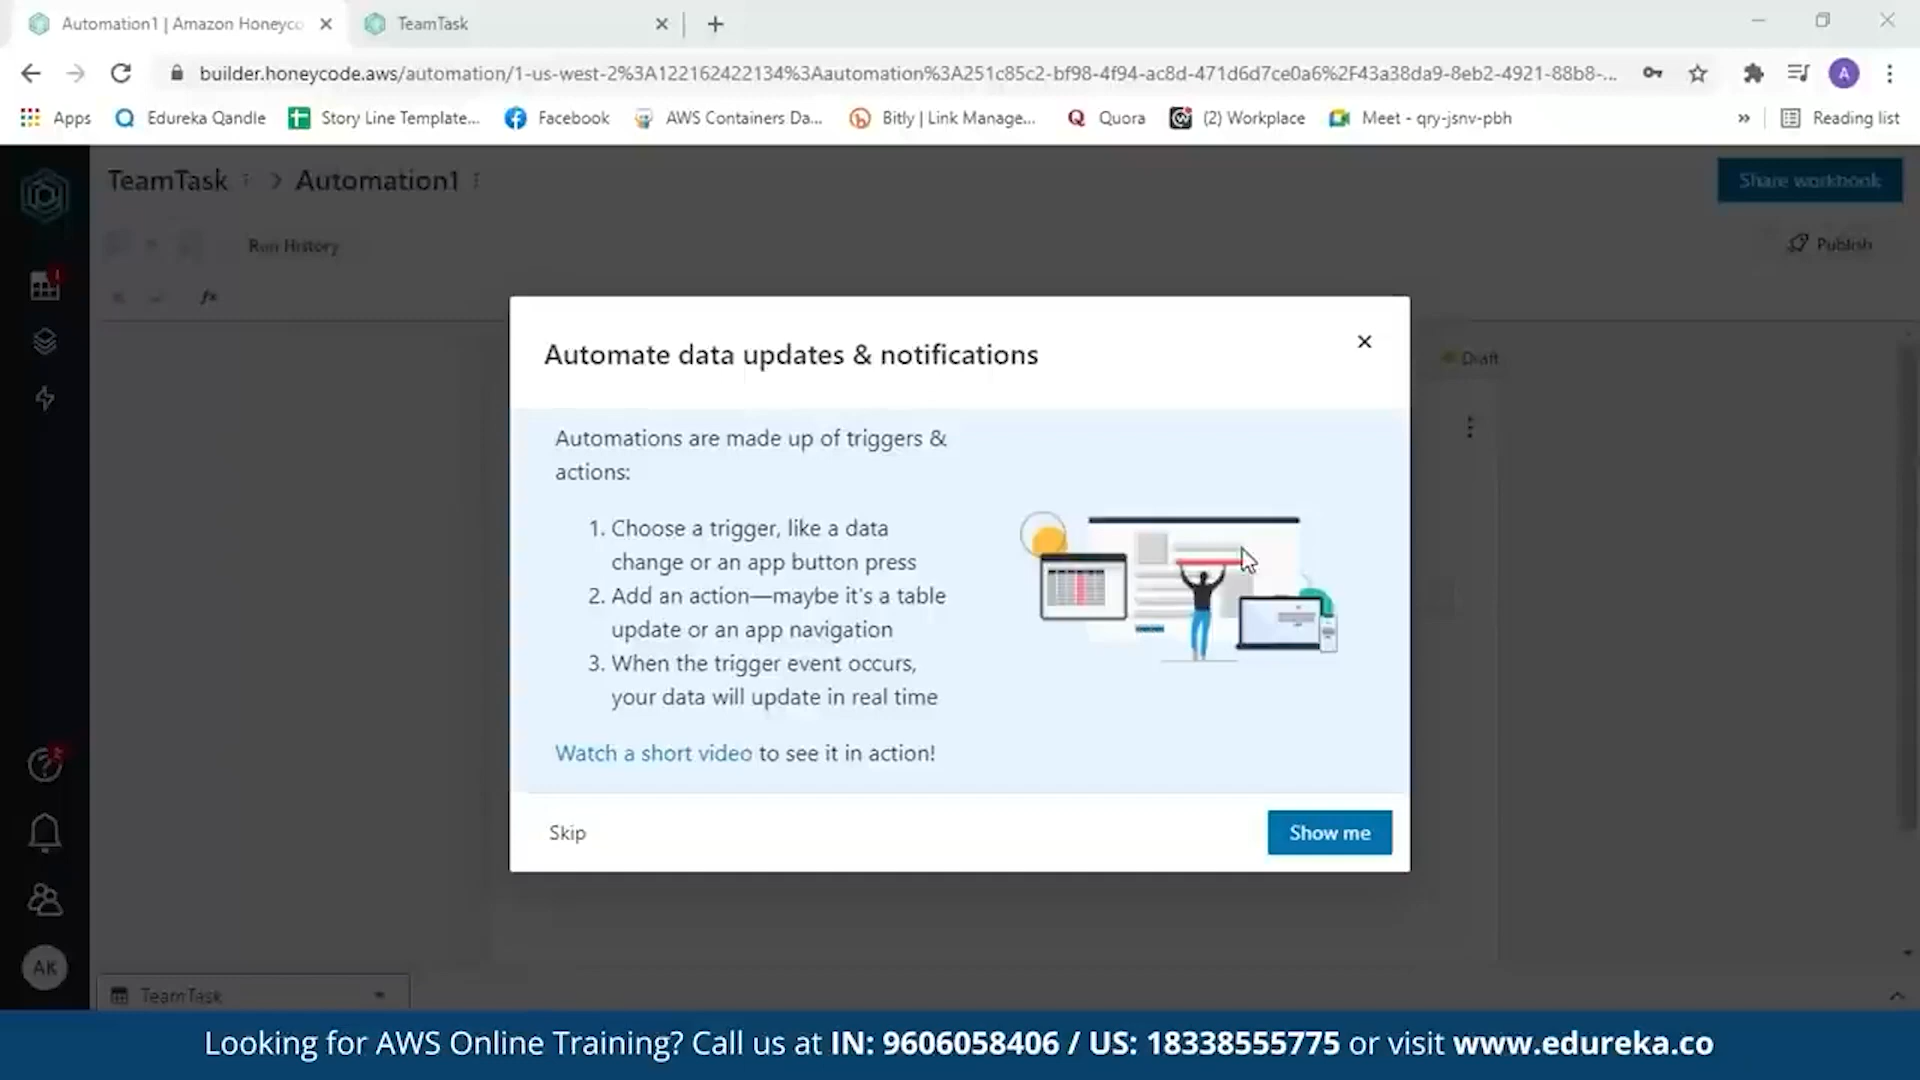 Automation1 | Amazon Honeyco
TeamTask
builder.honeycode.aws/automation/1-us-west-2%3A122162422134%3Aautomation%3A251c85c2-bf98-4f94-ac8d-471d6d7ce0a6%2F43a38da9-8eb2-4921-88b8-...
A
Apps
Edureka Qandle
Story Line Template...
Facebook
AWS Containers Da...
Bitly | Link Manage...
Quora
(2) Workplace
Meet - qry-jsnv-pbh
»
Reading list
TeamTask > Automation1
Share workbook
Run History
Publish
fx
Draft
Automate data updates & notifications
Automations are made up of triggers &
actions:
1. Choose a trigger, like a data
change or an app button press
2. Add an action—maybe it's a table
update or an app navigation
3. When the trigger event occurs,
your data will update in real time
Watch a short video to see it in action!
Skip
Show me
AK
TeamTask
Looking for AWS Online Training? Call us at IN: 9606058406 / US: 18338555775 or visit www.edureka.co